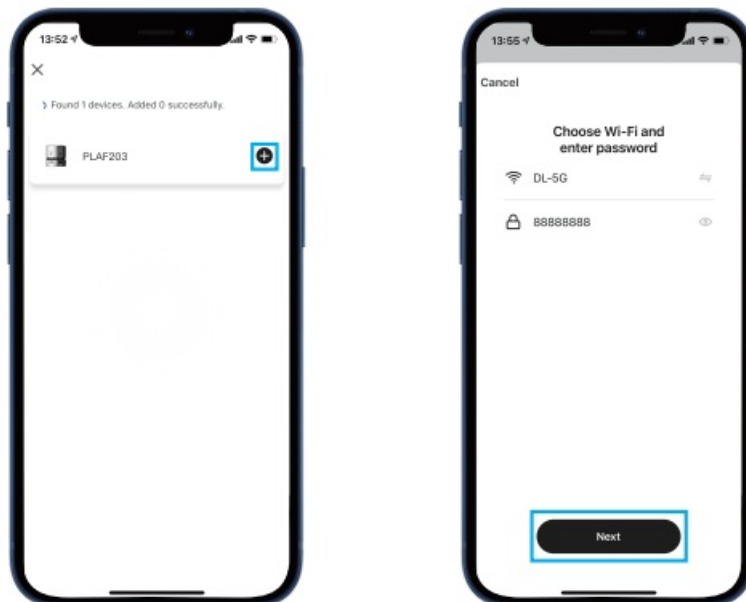 13:52
Found 1 devices. Added 0 successfully.
PLAF203
13:55
Cancel
Choose Wi-Fi and
enter password
DL-5G
88888888
Next